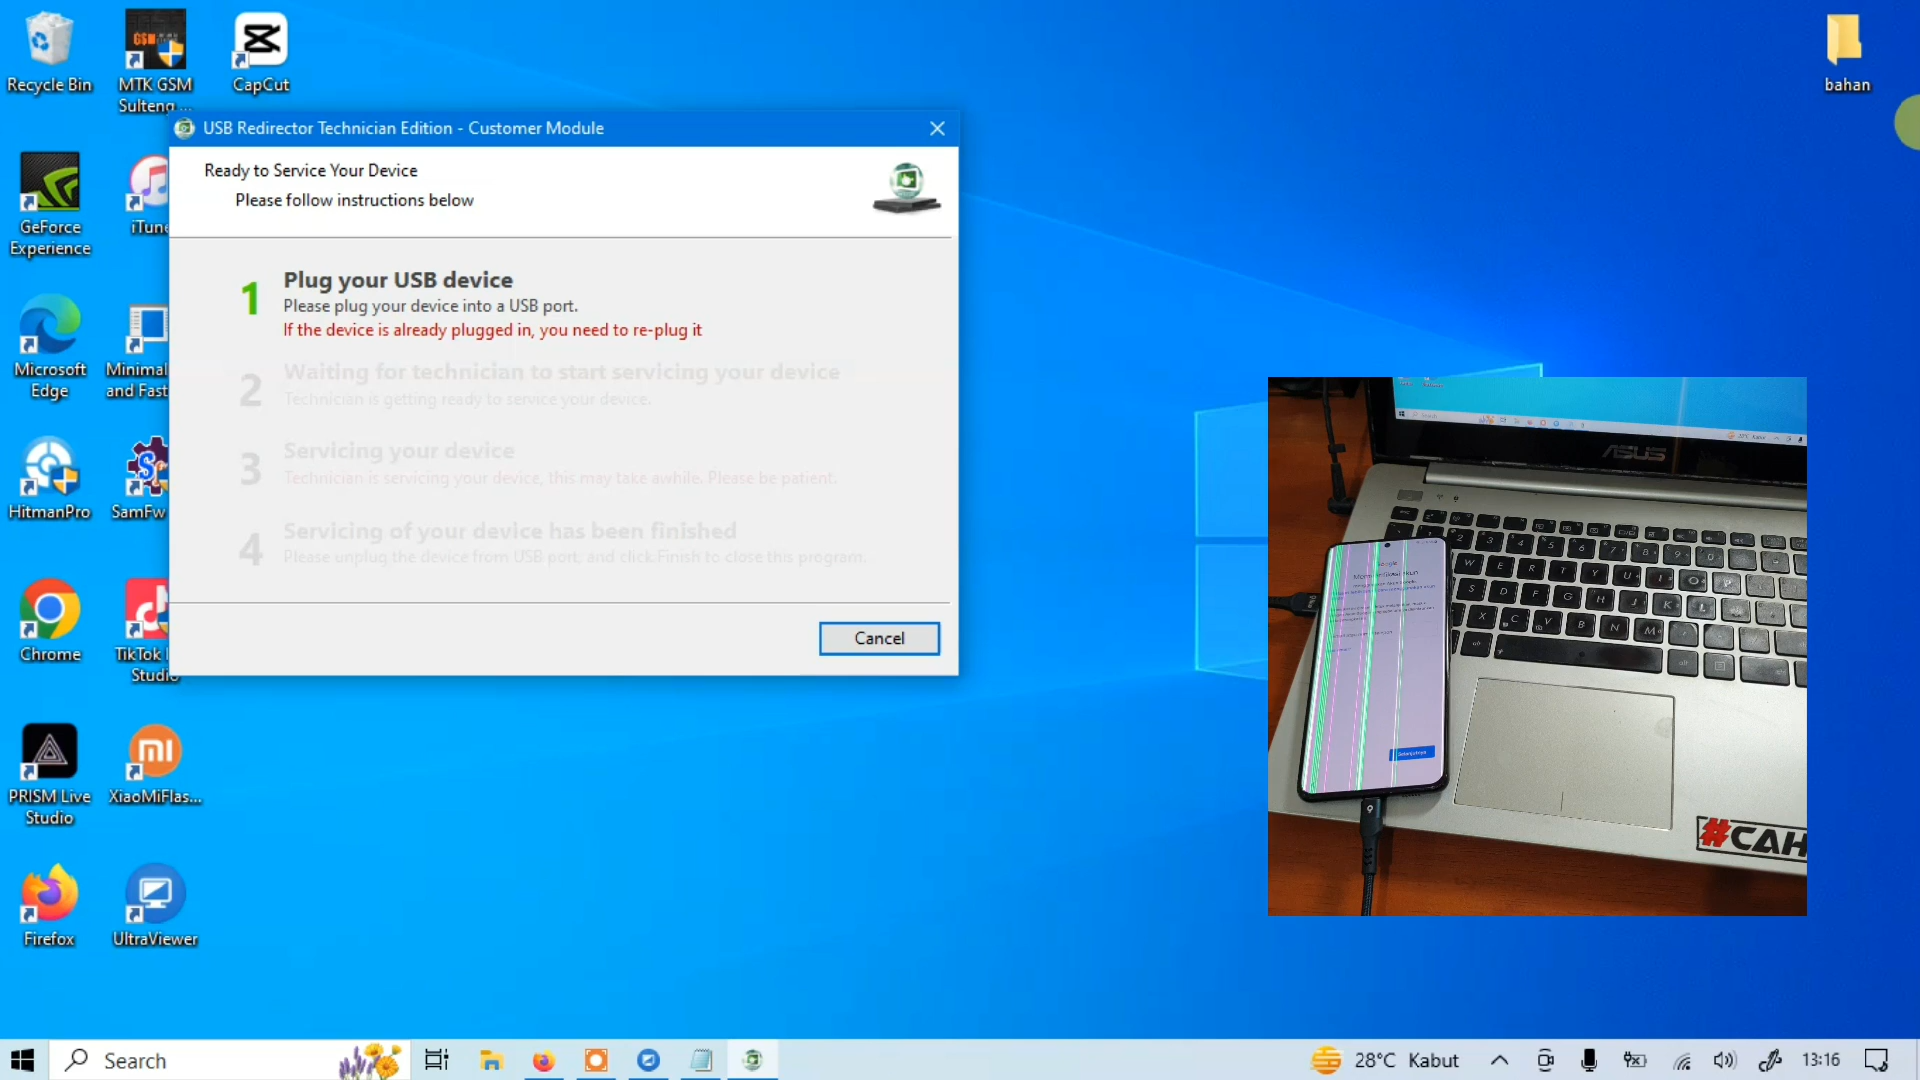 Recycle Bin
MTK GSM
Sulteng ...
CapCut
bahan
GeForce
Experience
Microsoft
Edge
HitmanPro
SamFw
Chrome
Studio
PRISM Live
Studio
XiaoMiFlas...
Firefox
UltraViewer
USB Redirector Technician Edition - Customer Module
Ready to Service Your Device
Please follow instructions below
1
Plug your USB device
Please plug your device into a USB port.
If the device is already plugged in, you need to re-plug it
2
Waiting for technician to start servicing your device
Technician is getting ready to service your device.
3
Servicing your device
Technician is servicing your device, this may take awhile. Please be patient.
4
Servicing of your device has been finished
Please unplug the device from USB port, and click Finish to close this program.
Cancel
ASUS
Google
Selanjutnya
#CAH
Search
28°C Kabut
13:16